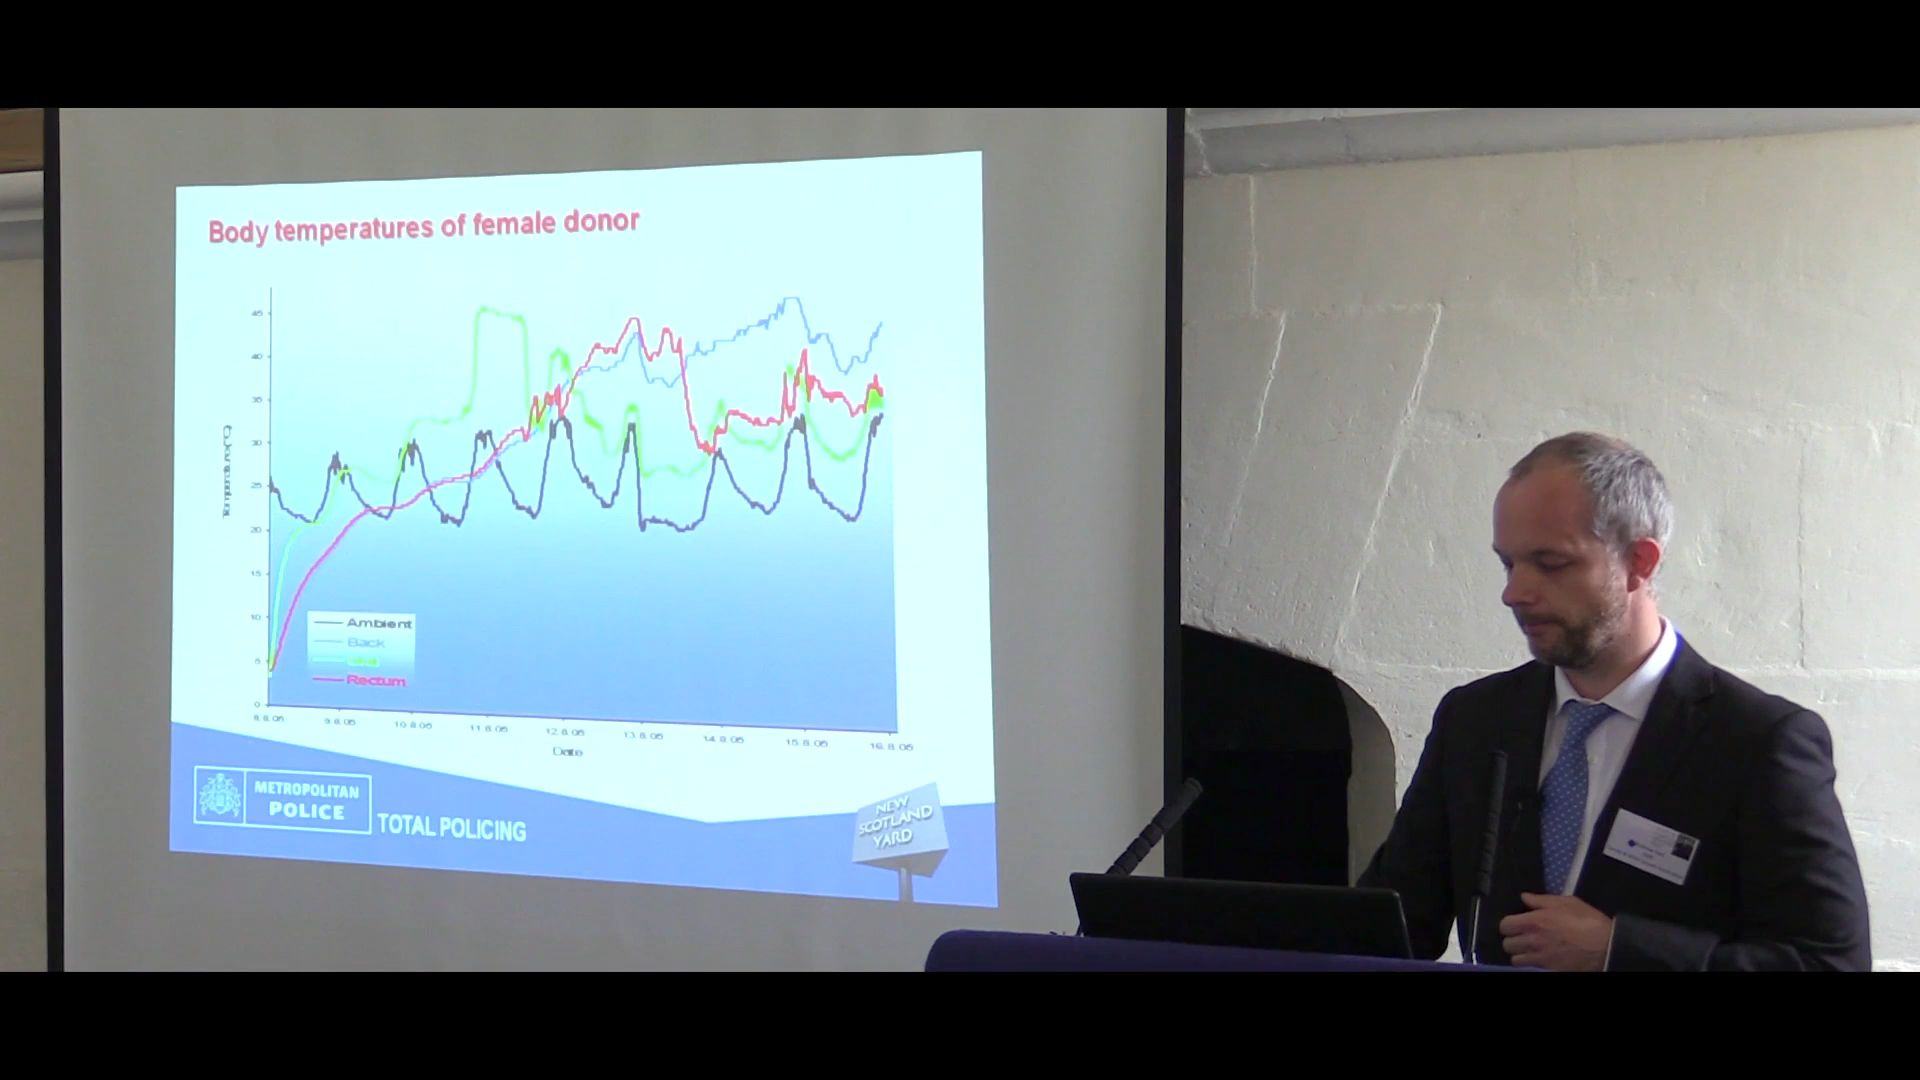 Body temperatures of female donor
45
40
35
30
25
20
15
10
5
0
Temperature(°C)
Ambient
Back
Rectum
8.8.05
9.8.05
10.8.05
11.8.05
12.8.05
13.8.05
14.8.05
15.8.05
16.8.05
Date
METROPOLITAN
POLICE
TOTAL POLICING
NEW
SCOTLAND
YARD